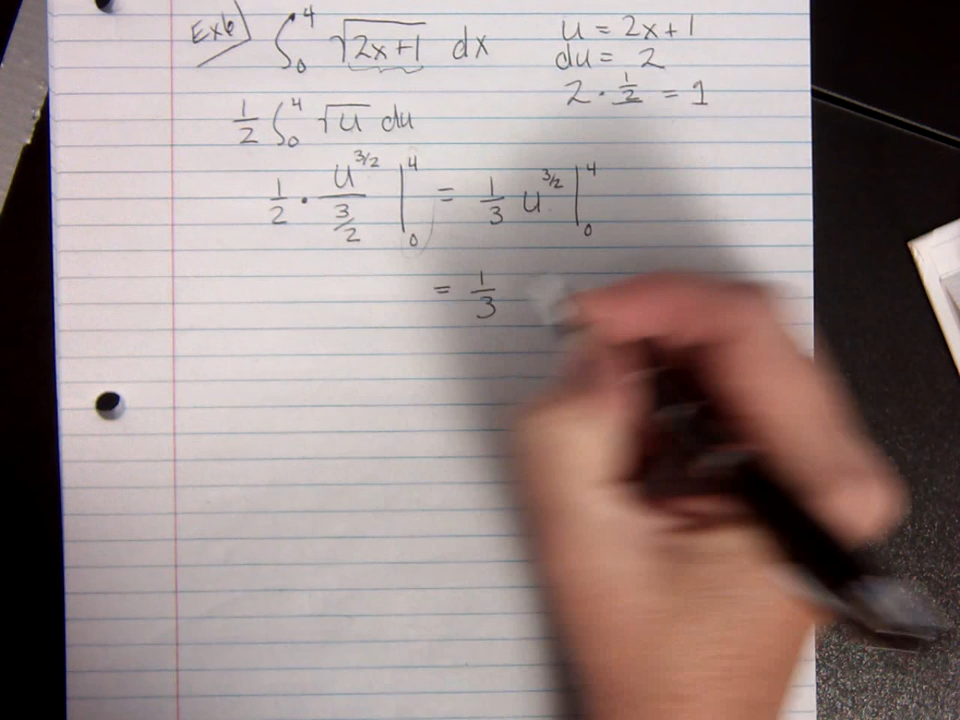 Ex6) ∫₀⁴ √(2x+1) dx
u = 2x+1
du = 2
2 · 1/2 = 1
1/2 ∫₀⁴ √u du
1/2 · u^(3/2) / (3/2) |₀⁴ = 1/3 u^(3/2) |₀⁴
= 1/3